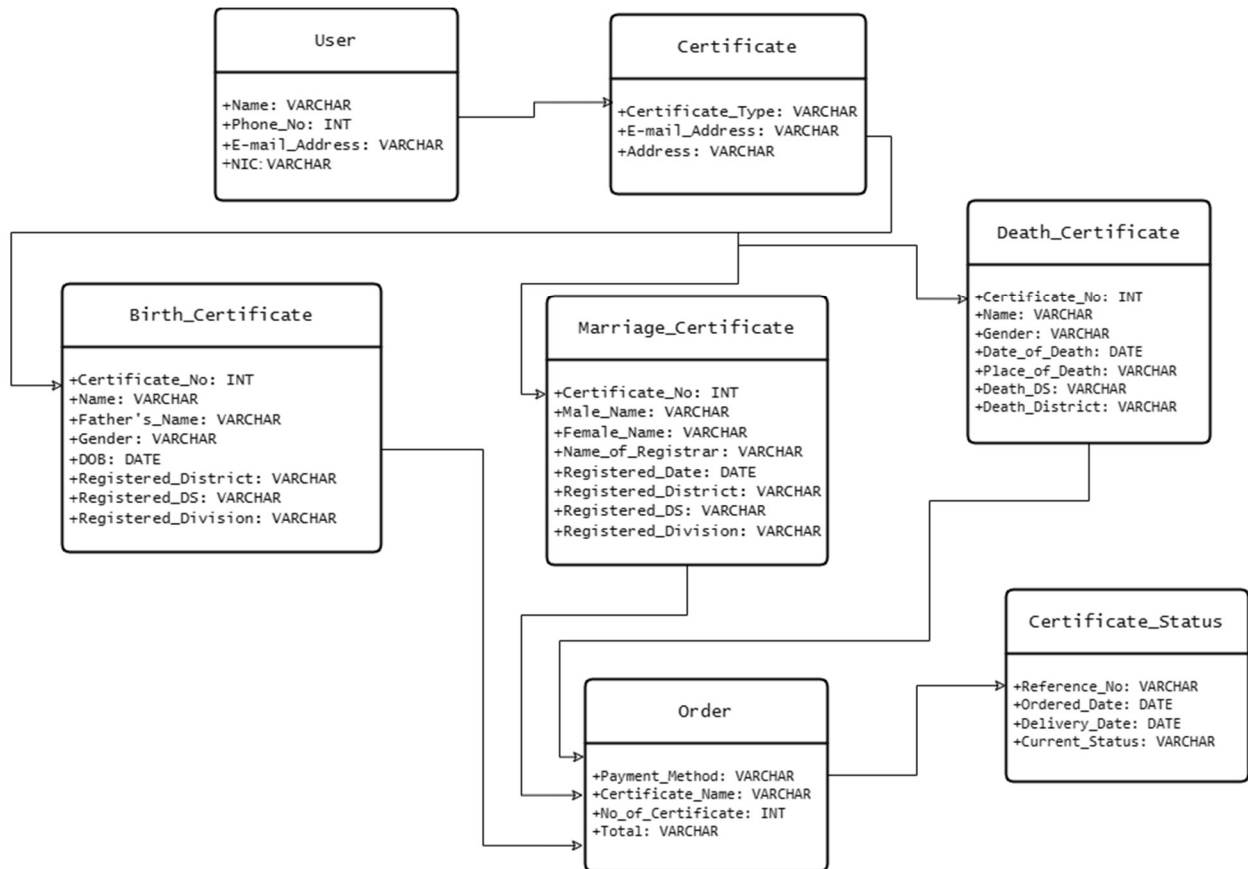 User
+Name: VARCHAR
+Phone_No: INT
+E-mail_Address: VARCHAR
+NIC: VARCHAR
Certificate
+Certificate_Type: VARCHAR
+E-mail_Address: VARCHAR
+Address: VARCHAR
Death_Certificate
+Certificate_No: INT
+Name: VARCHAR
+Gender: VARCHAR
+Date_of_Death: DATE
+Place_of_Death: VARCHAR
+Death_DS: VARCHAR
+Death_District: VARCHAR
Birth_Certificate
+Certificate_No: INT
+Name: VARCHAR
+Father's_Name: VARCHAR
+Gender: VARCHAR
+DOB: DATE
+Registered_District: VARCHAR
+Registered_DS: VARCHAR
+Registered_Division: VARCHAR
Marriage_Certificate
+Certificate_No: INT
+Male_Name: VARCHAR
+Female_Name: VARCHAR
+Name_of_Registrar: VARCHAR
+Registered_Date: DATE
+Registered_District: VARCHAR
+Registered_DS: VARCHAR
+Registered_Division: VARCHAR
Certificate_Status
+Reference_No: VARCHAR
+Ordered_Date: DATE
+Delivery_Date: DATE
+Current_Status: VARCHAR
Order
+Payment_Method: VARCHAR
+Certificate_Name: VARCHAR
+No_of_Certificate: INT
+Total: VARCHAR